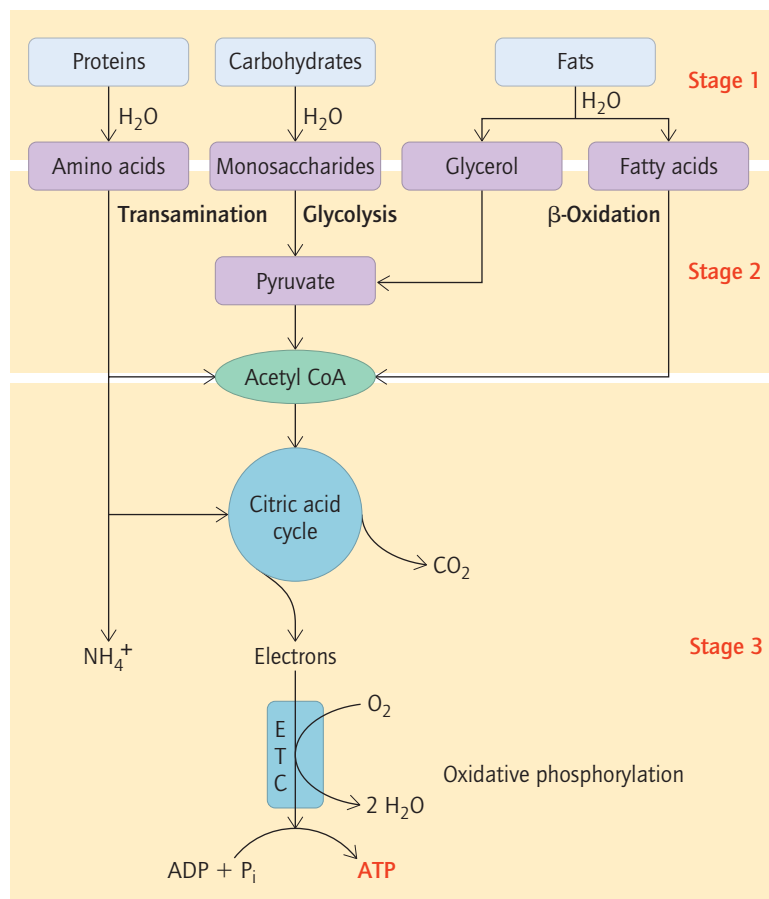 Proteins
Carbohydrates
Fats
Stage 1
H₂O
H₂O
H₂O
Amino acids
Monosaccharides
Glycerol
Fatty acids
Transamination
Glycolysis
β-Oxidation
Pyruvate
Stage 2
Acetyl CoA
Citric acid
cycle
CO₂
NH₄⁺
Electrons
Stage 3
O₂
E
T
C
Oxidative phosphorylation
2 H₂O
ADP + Pᵢ
ATP